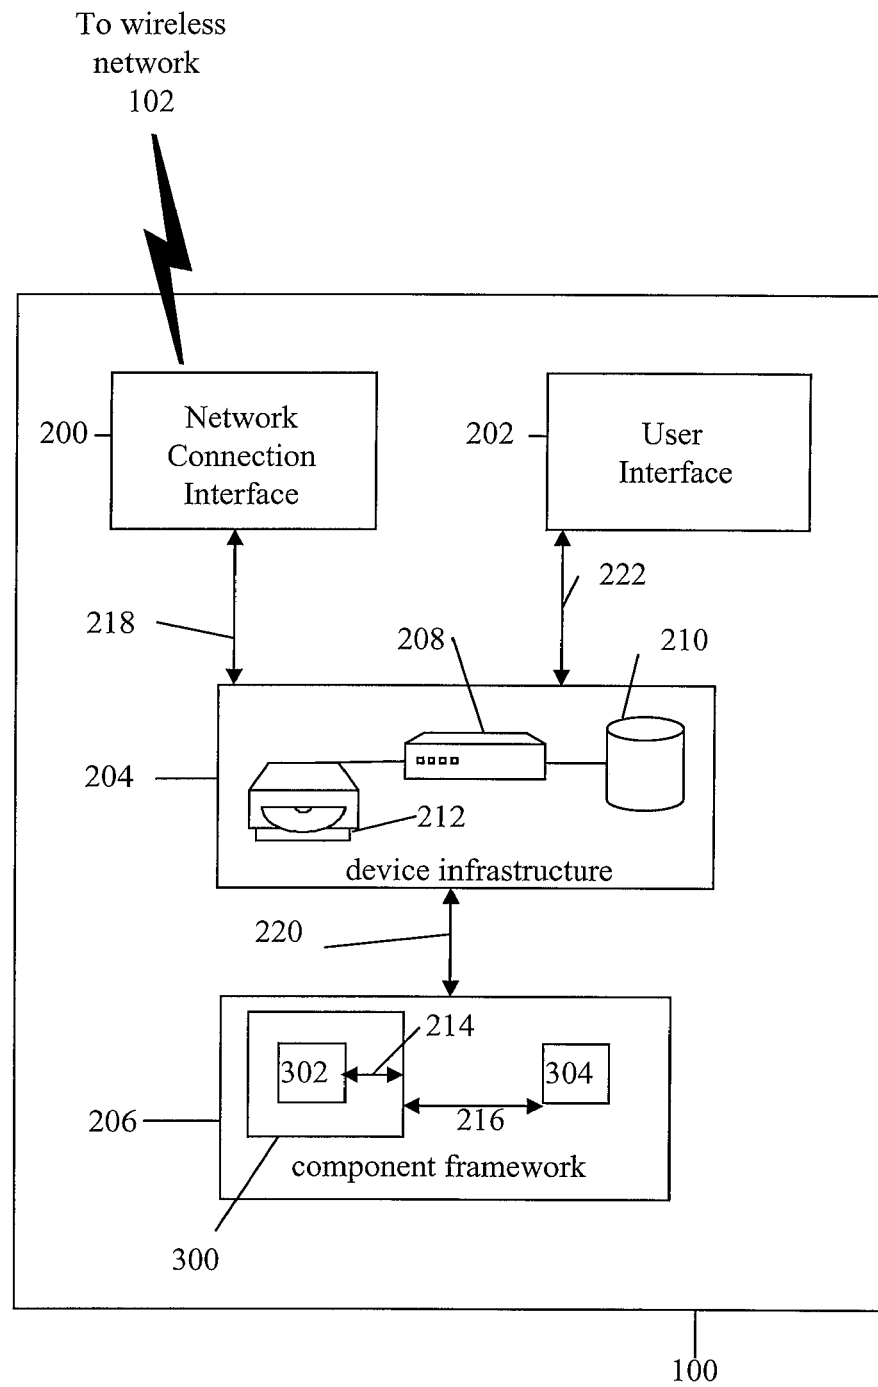 To wireless
network
102
200
Network
Connection
Interface
202
User
Interface
218
222
208
210
204
212
device infrastructure
220
214
302
304
216
206
component framework
300
100